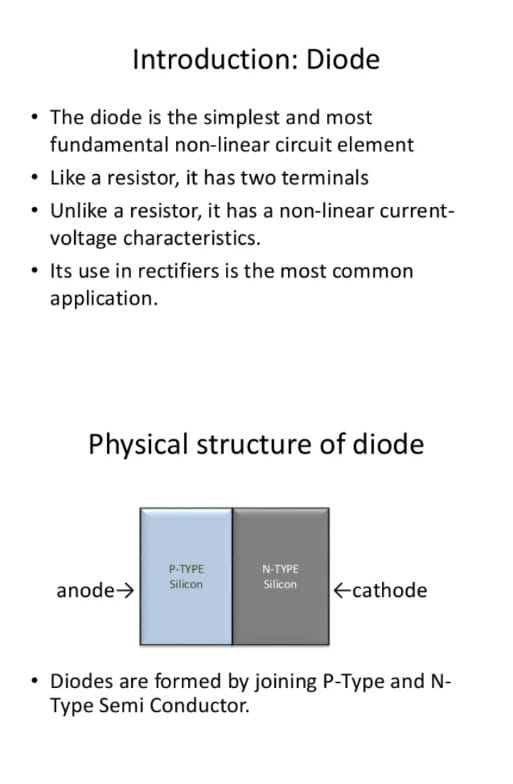 Introduction: Diode
• The diode is the simplest and most
fundamental non-linear circuit element
• Like a resistor, it has two terminals
• Unlike a resistor, it has a non-linear current-
voltage characteristics.
• Its use in rectifiers is the most common
application.
Physical structure of diode
P-TYPE
Silicon
N-TYPE
Silicon
anode→
←cathode
• Diodes are formed by joining P-Type and N-
Type Semi Conductor.